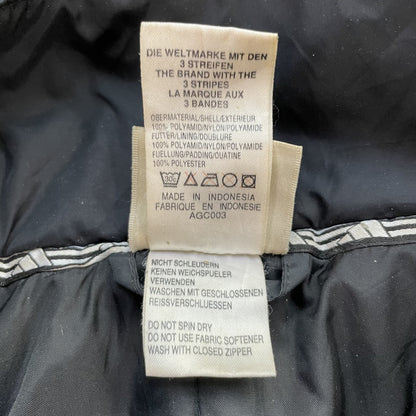 DIE WELTMARKE MIT DEN
3 STREIFEN
THE BRAND WITH THE
3 STRIPES
LA MARQUE AUX
3 BANDES
OBERMATERIAL/SHELL/EXTÉRIEUR
100% POLYAMID/NYLON/POLYAMIDE
FUTTER/LINING/DOUBLURE
100% POLYAMID/NYLON/POLYAMIDE
FUELLUNG/PADDING/OUATINE
100% POLYESTER
30°
MADE IN INDONESIA
FABRIQUE EN INDONESIE
AGC003
NICHT SCHLEUDERN
KEINEN WEICHSPUELER
VERWENDEN
WASCHEN MIT GESCHLOSSENEN
REISSVERSCHLUESSEN
DO NOT SPIN DRY
DO NOT USE FABRIC SOFTENER
WASH WITH CLOSED ZIPPER